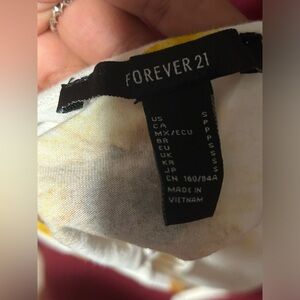 FOREVER 21
US S
CA P
MX/ECU P
BR P
EU S
UK S
KR S
JP S
CN 160/84A
MADE IN
VIETNAM